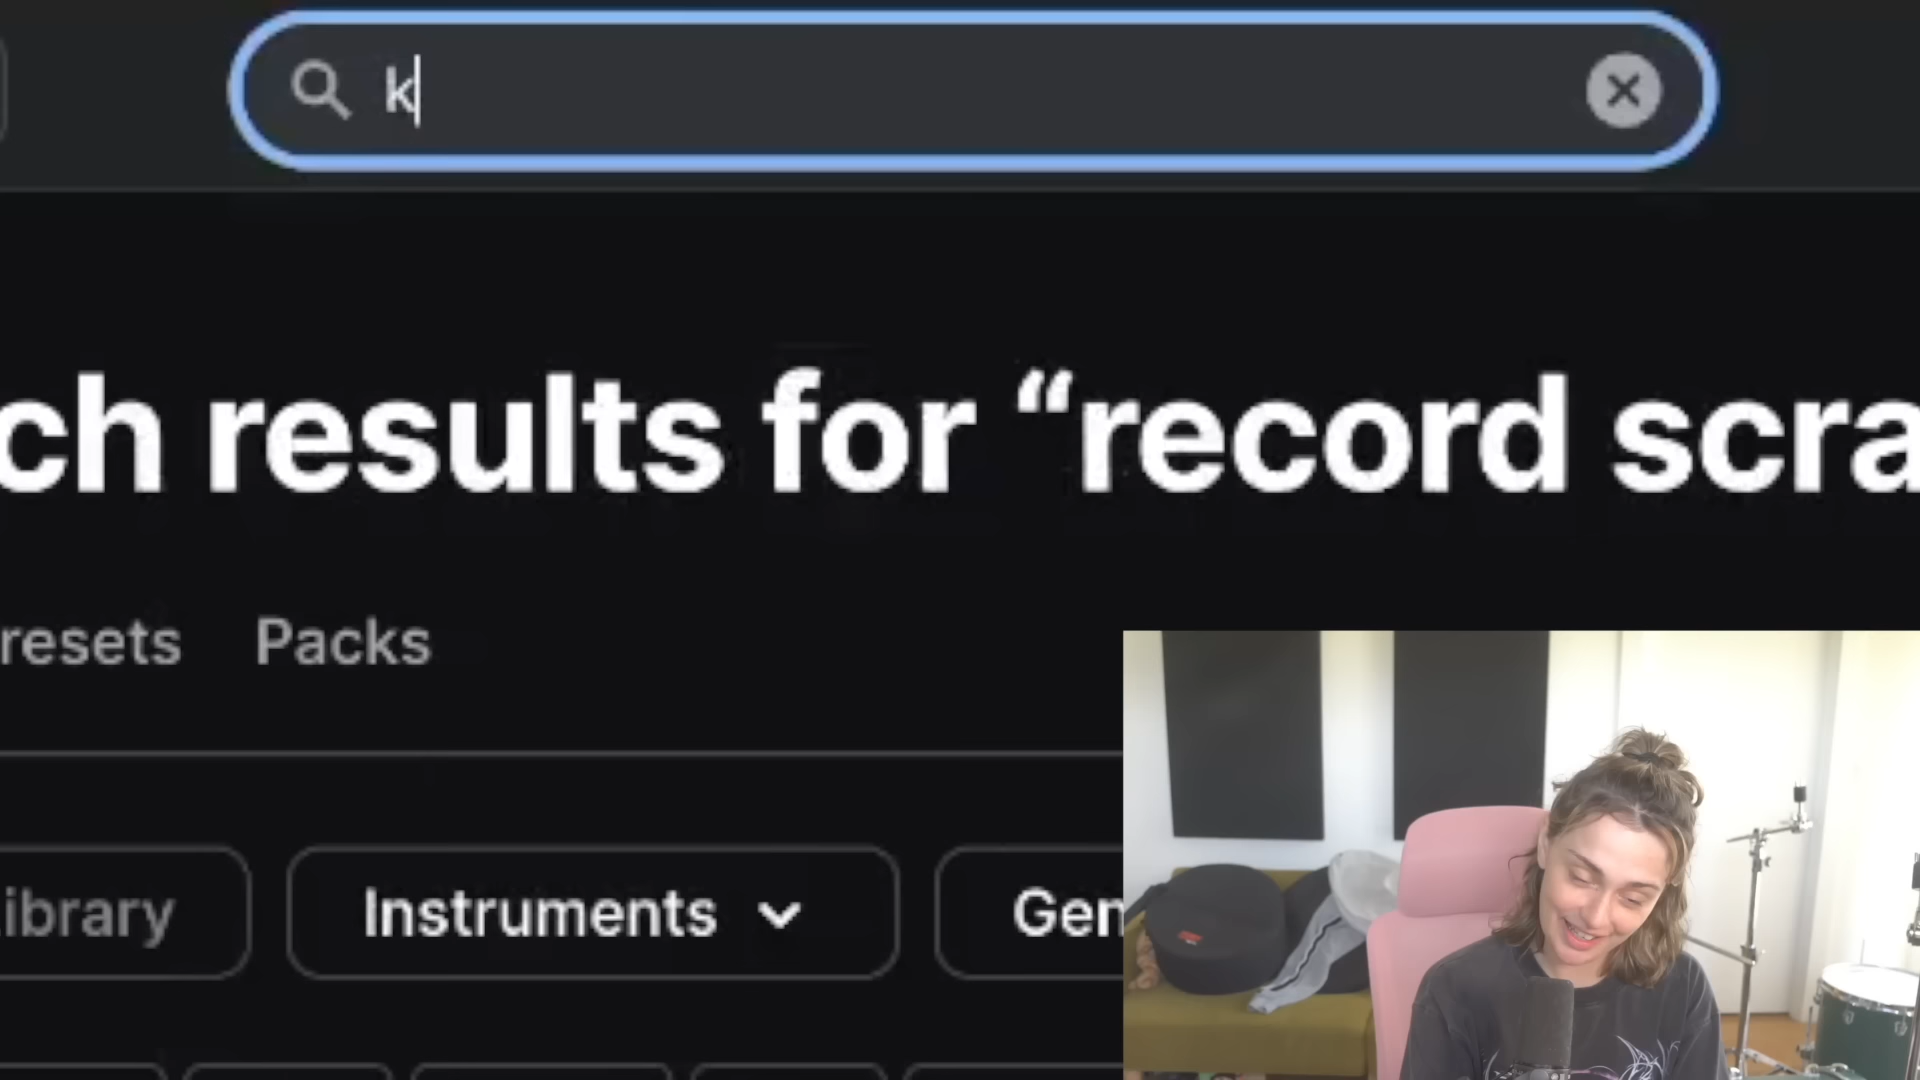 k
ch results for “record scra
resets Packs
ibrary Instruments Gen